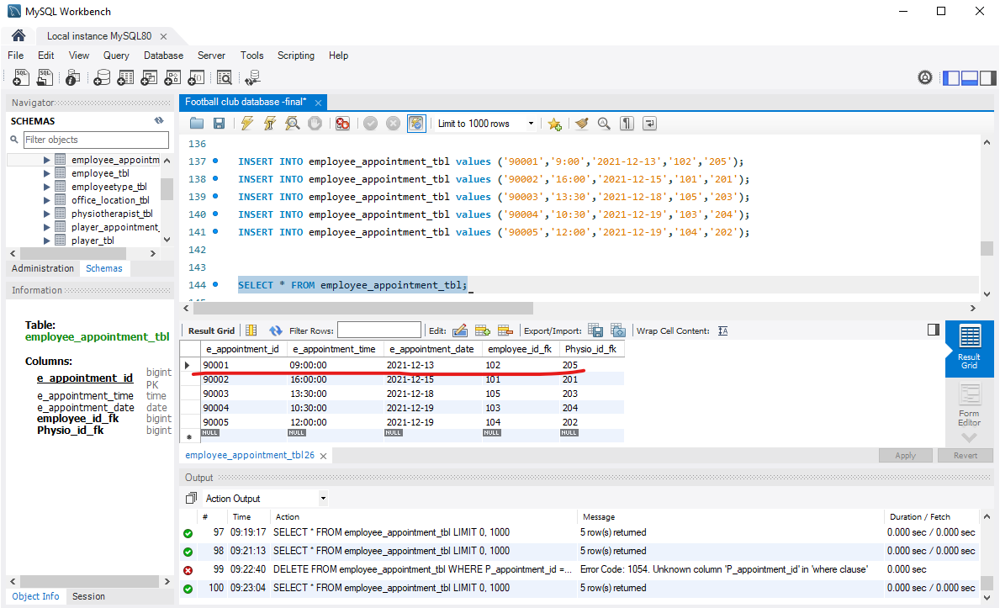 MySQL Workbench
Local instance MySQL80
File Edit View Query Database Server Tools Scripting Help
Navigator
SCHEMAS
Filter objects
employee_appointm
employee_tbl
employeetype_tbl
office_location_tbl
physiotherapist_tbl
player_appointment_
player_tbl
Administration Schemas
Information
Table:
employee_appointment_tbl
Columns:
e_appointment_id bigint PK
e_appointment_time time
e_appointment_date date
employee_id_fk bigint
Physio_id_fk bigint
Object Info Session
Football club database -final*
Limit to 1000 rows
136
137 INSERT INTO employee_appointment_tbl values ('90001','9:00','2021-12-13','102','205');
138 INSERT INTO employee_appointment_tbl values ('90002','16:00','2021-12-15','101','201');
139 INSERT INTO employee_appointment_tbl values ('90003','13:30','2021-12-18','105','203');
140 INSERT INTO employee_appointment_tbl values ('90004','10:30','2021-12-19','103','204');
141 INSERT INTO employee_appointment_tbl values ('90005','12:00','2021-12-19','104','202');
142
143
144 SELECT * FROM employee_appointment_tbl;
Result Grid Filter Rows: Edit: Export/Import: Wrap Cell Content:
e_appointment_id e_appointment_time e_appointment_date employee_id_fk Physio_id_fk
90001 09:00:00 2021-12-13 102 205
90002 16:00:00 2021-12-15 101 201
90003 13:30:00 2021-12-18 105 203
90004 10:30:00 2021-12-19 103 204
90005 12:00:00 2021-12-19 104 202
NULL NULL NULL NULL NULL
Result Grid
Form Editor
employee_appointment_tbl26
Apply Revert
Output
Action Output
# Time Action Message Duration / Fetch
97 09:19:17 SELECT * FROM employee_appointment_tbl LIMIT 0, 1000 5 row(s) returned 0.000 sec / 0.000 sec
98 09:21:13 SELECT * FROM employee_appointment_tbl LIMIT 0, 1000 5 row(s) returned 0.000 sec / 0.000 sec
99 09:22:40 DELETE FROM employee_appointment_tbl WHERE P_appointment_id =... Error Code: 1054. Unknown column 'P_appointment_id' in 'where clause' 0.000 sec
100 09:23:04 SELECT * FROM employee_appointment_tbl LIMIT 0, 1000 5 row(s) returned 0.000 sec / 0.000 sec